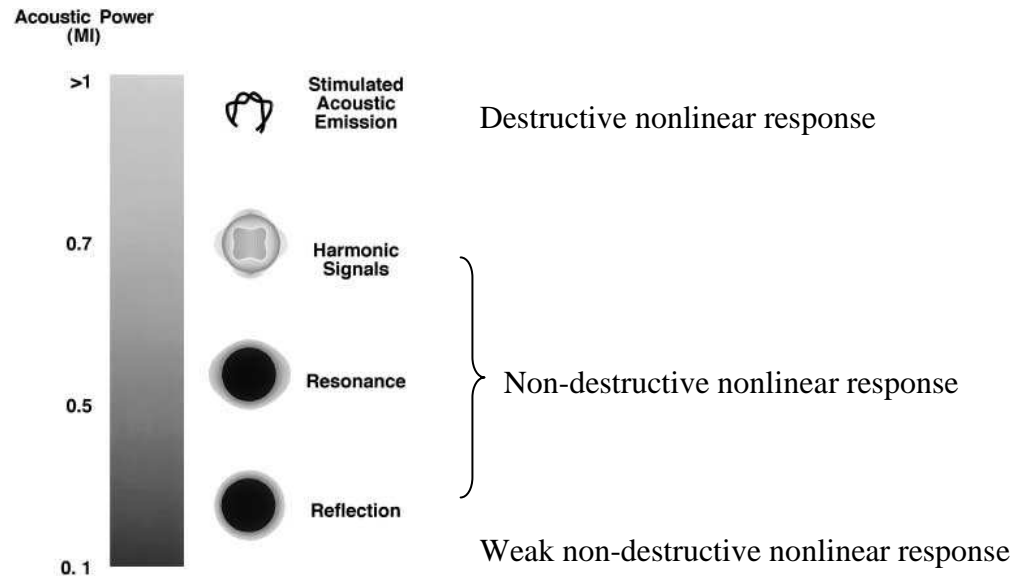 Acoustic Power
(MI)
>1
Stimulated
Acoustic
Emission
Destructive nonlinear response
0.7
Harmonic
Signals
Resonance
Non-destructive nonlinear response
0.5
Reflection
Weak non-destructive nonlinear response
0. 1